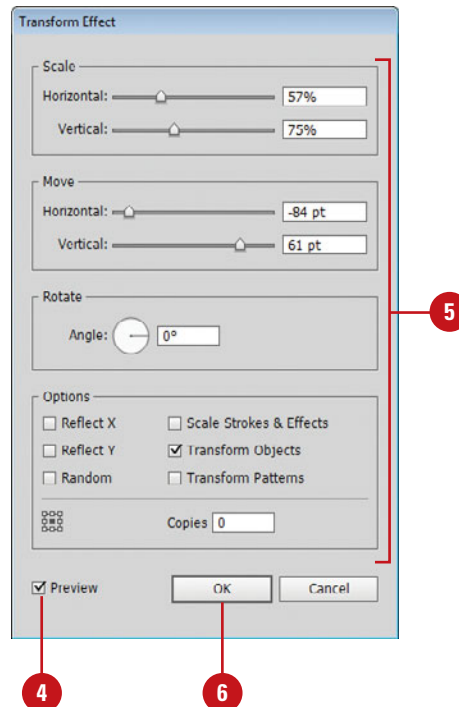 Transform Effect
Scale
Horizontal: 57%
Vertical: 75%
Move
Horizontal: -84 pt
Vertical: 61 pt
Rotate
Angle: 0°
5
Options
Reflect X Scale Strokes & Effects
Reflect Y Transform Objects
Random Transform Patterns
Copies 0
Preview OK Cancel
4 6